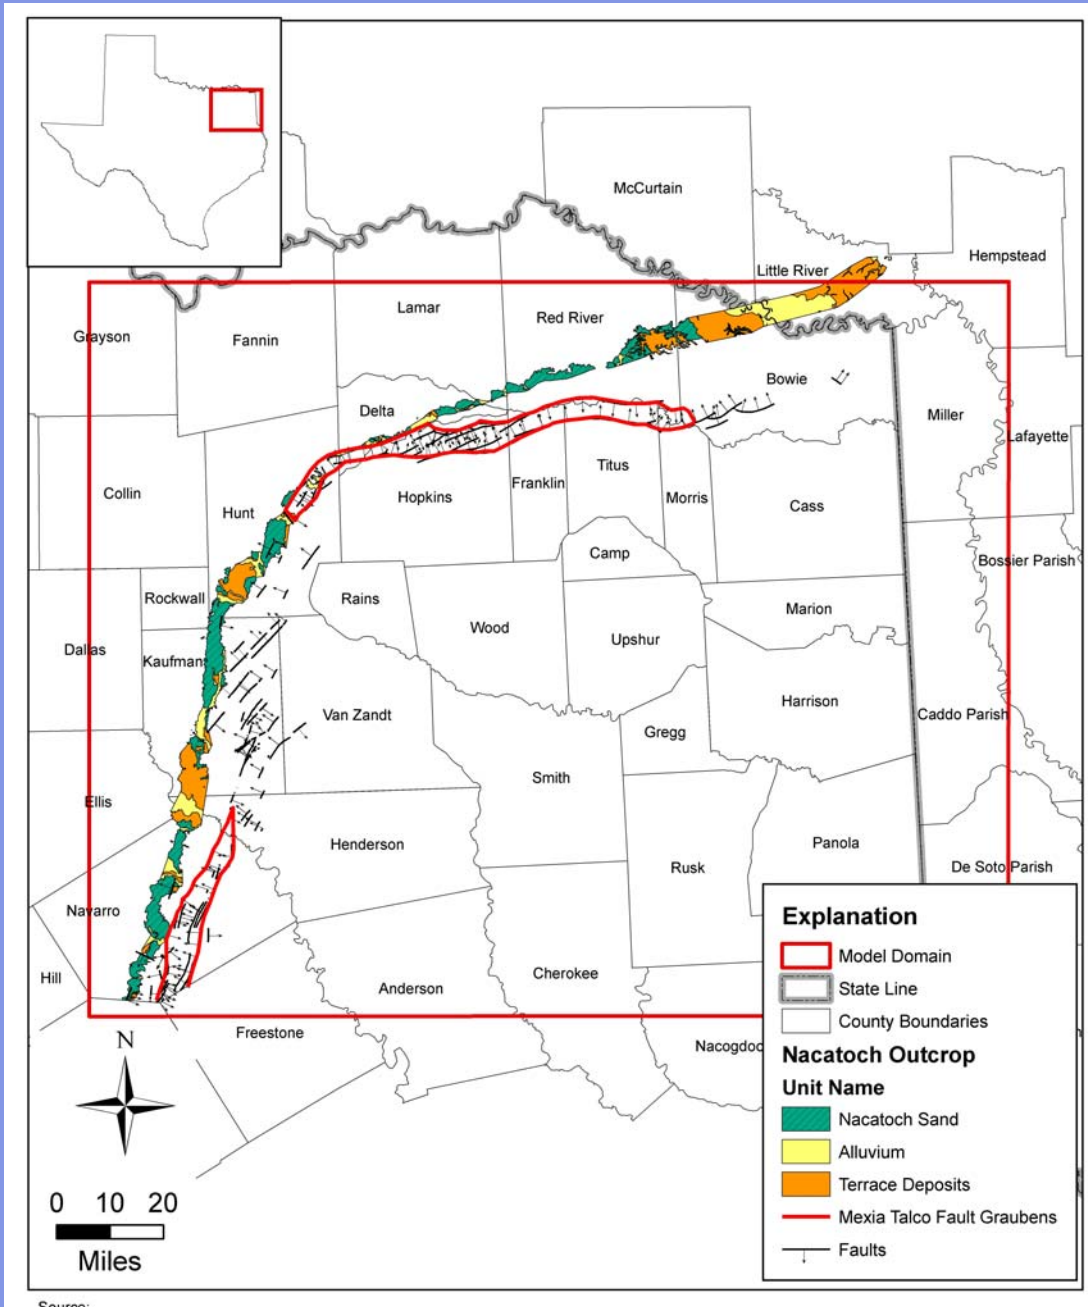 McCurtain
Hempstead
Little River
Lamar
Red River
Grayson
Fannin
Bowie
Delta
Miller
Lafayette
Titus
Franklin
Collin
Hopkins
Morris
Cass
Hunt
Camp
Bossier Parish
Rockwall
Rains
Marion
Wood
Upshur
Dallas
Kaufman
Van Zandt
Harrison
Caddo Parish
Gregg
Smith
Ellis
Henderson
Panola
Rusk
De Soto Parish
Navarro
Hill
Anderson
Cherokee
Freestone
Nacogdoc
N
0 10 20
Miles
Explanation
Model Domain
State Line
County Boundaries
Nacatoch Outcrop
Unit Name
Nacatoch Sand
Alluvium
Terrace Deposits
Mexia Talco Fault Graubens
Faults
Source: